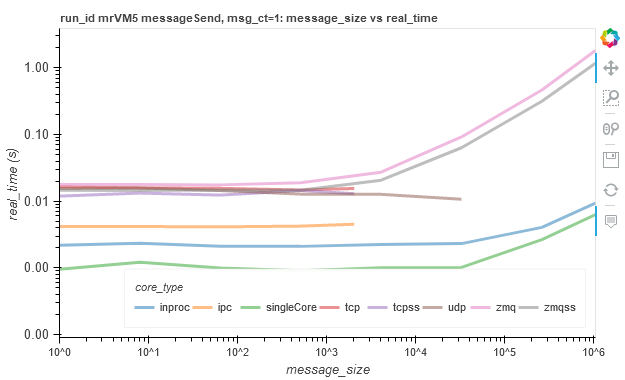 run_id mrVM5 messageSend, msg_ct=1: message_size vs real_time
1.00
0.10
0.01
0.00
0.00
real_time (s)
core_type
inproc ipc singleCore tcp tcpss udp zmq zmqss
10^0 10^1 10^2 10^3 10^4 10^5 10^6
message_size